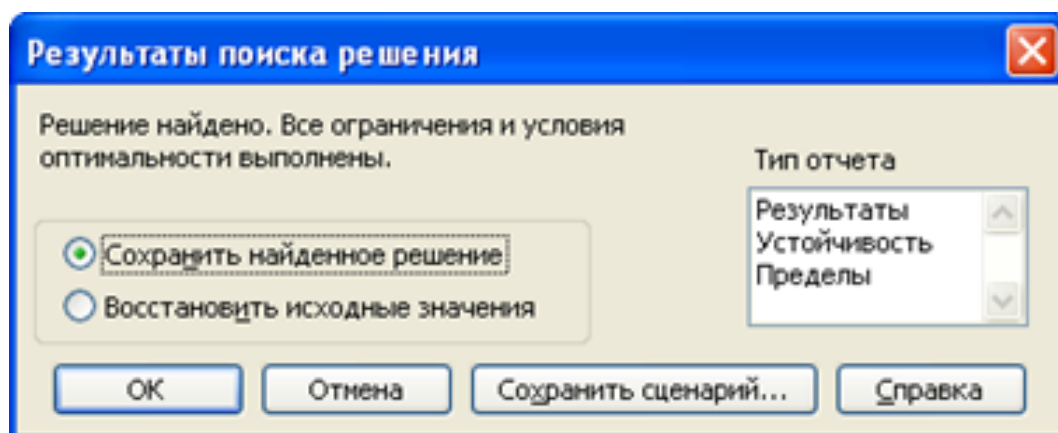 Результаты поиска решения
Решение найдено. Все ограничения и условия
оптимальности выполнены.
Тип отчета
Результаты
Устойчивость
Пределы
Сохранить найденное решение
Восстановить исходные значения
ОК
Отмена
Сохранить сценарий...
Справка